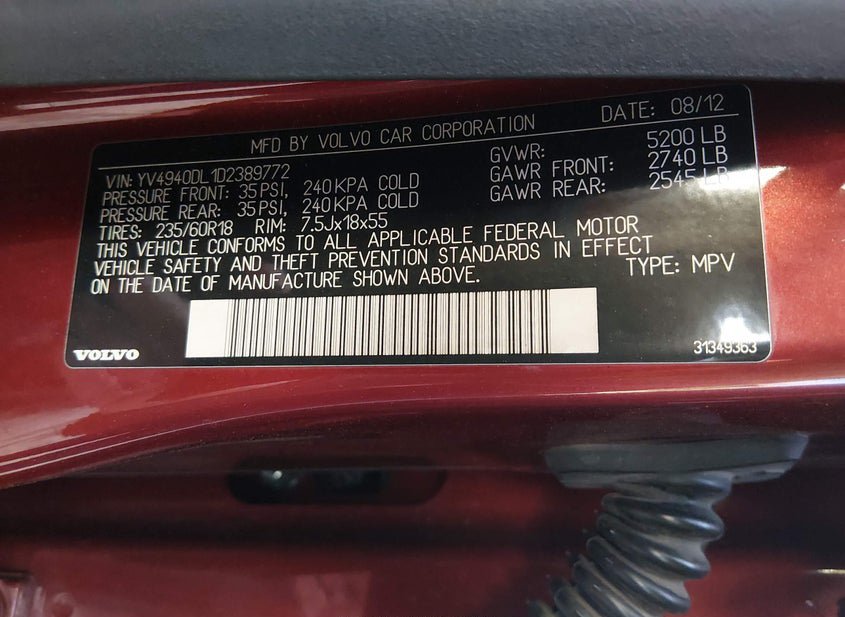 MFD BY VOLVO CAR CORPORATION DATE: 08/12
VIN: YV4940DL1D2389772 GVWR: 5200 LB
PRESSURE FRONT: 35PSI, 240KPA COLD GAWR FRONT: 2740 LB
PRESSURE REAR: 35PSI, 240KPA COLD GAWR REAR: 2545 LB
TIRES: 235/60R18 RIM: 7.5Jx18x55
THIS VEHICLE CONFORMS TO ALL APPLICABLE FEDERAL MOTOR
VEHICLE SAFETY AND THEFT PREVENTION STANDARDS IN EFFECT
ON THE DATE OF MANUFACTURE SHOWN ABOVE. TYPE: MPV
VOLVO 31349363